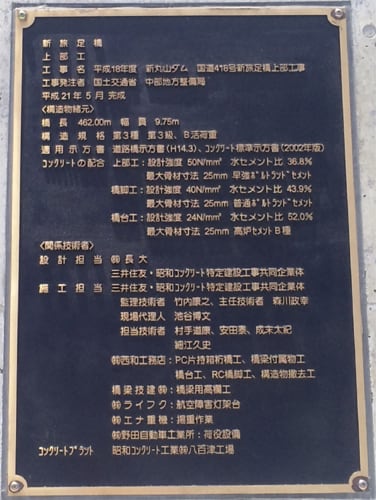 新旅足橋
上部工
工事名 平成18年度 新丸山ダム 国道418号新旅足橋上部工事
工事発注者 国土交通省 中部地方整備局
平成21年5月 完成
<構造物緒元>
橋長 462.00m 幅員 9.75m
構造規格 第3種 第3級、B活荷重
適用示方書 道路橋示方書(H14.3)、コンクリート標準示方書(2002年版)
コンクリートの配合 上部工:設計強度 50N/mm² 水セメント比 36.8%
最大骨材寸法 25mm 早強ポルトランドセメント
橋脚工:設計強度 40N/mm² 水セメント比 43.9%
最大骨材寸法 25mm 普通ポルトランドセメント
橋台工:設計強度 24N/mm² 水セメント比 52.0%
最大骨材寸法 25mm 高炉セメントB種
<関係技術者>
設計担当 ㈱長大
三井住友・昭和コンクリート特定建設工事共同企業体
施工担当 三井住友・昭和コンクリート特定建設工事共同企業体
監理技術者 竹内康之、主任技術者 森川政幸
現場代理人 池谷博文
担当技術者 村手道康、安田泰、成末太紀
細江久史
㈱西和工務店:PC片持箱桁橋工、橋梁付属物工
橋台工、RC橋脚工、構造物撤去工
橋梁技建㈱:橋梁用高欄工
㈱ライフク:航空障害灯架台
㈱エナ重機:揚重作業
㈱野田自動車工業所:荷役設備
コンクリートプラント 昭和コンクリート工業㈱八百津工場